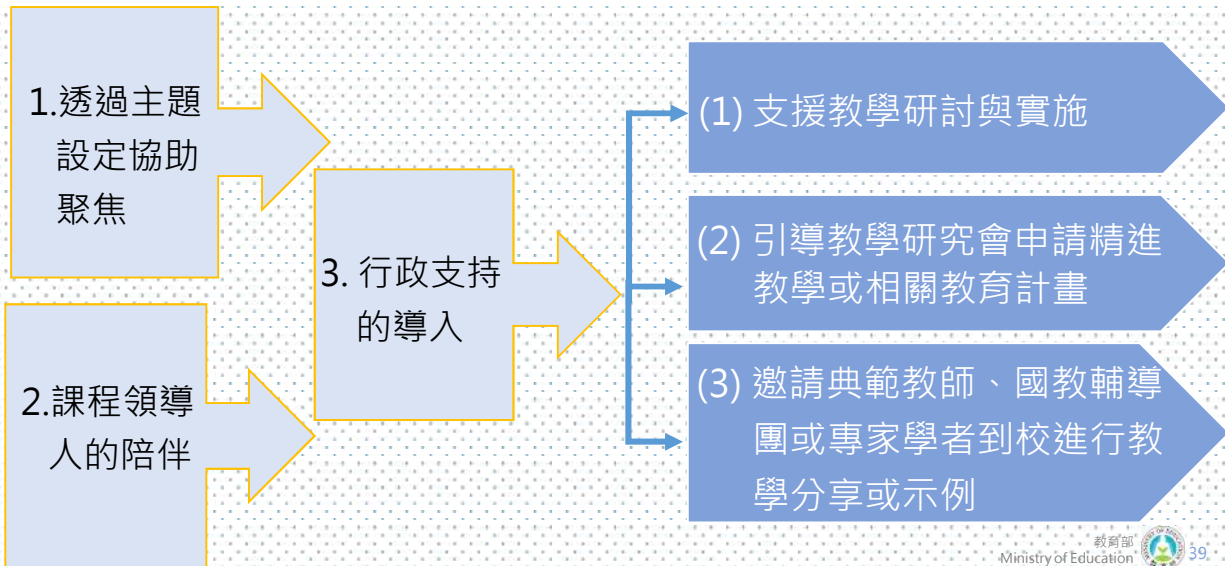 1.透過主題
設定協助
聚焦
2.課程領導
人的陪伴
3. 行政支持
的導入
(1) 支援教學研討與實施
(2) 引導教學研究會申請精進
教學或相關教育計畫
(3) 邀請典範教師、國教輔導
團或專家學者到校進行教
學分享或示例
教育部
Ministry of Education
39